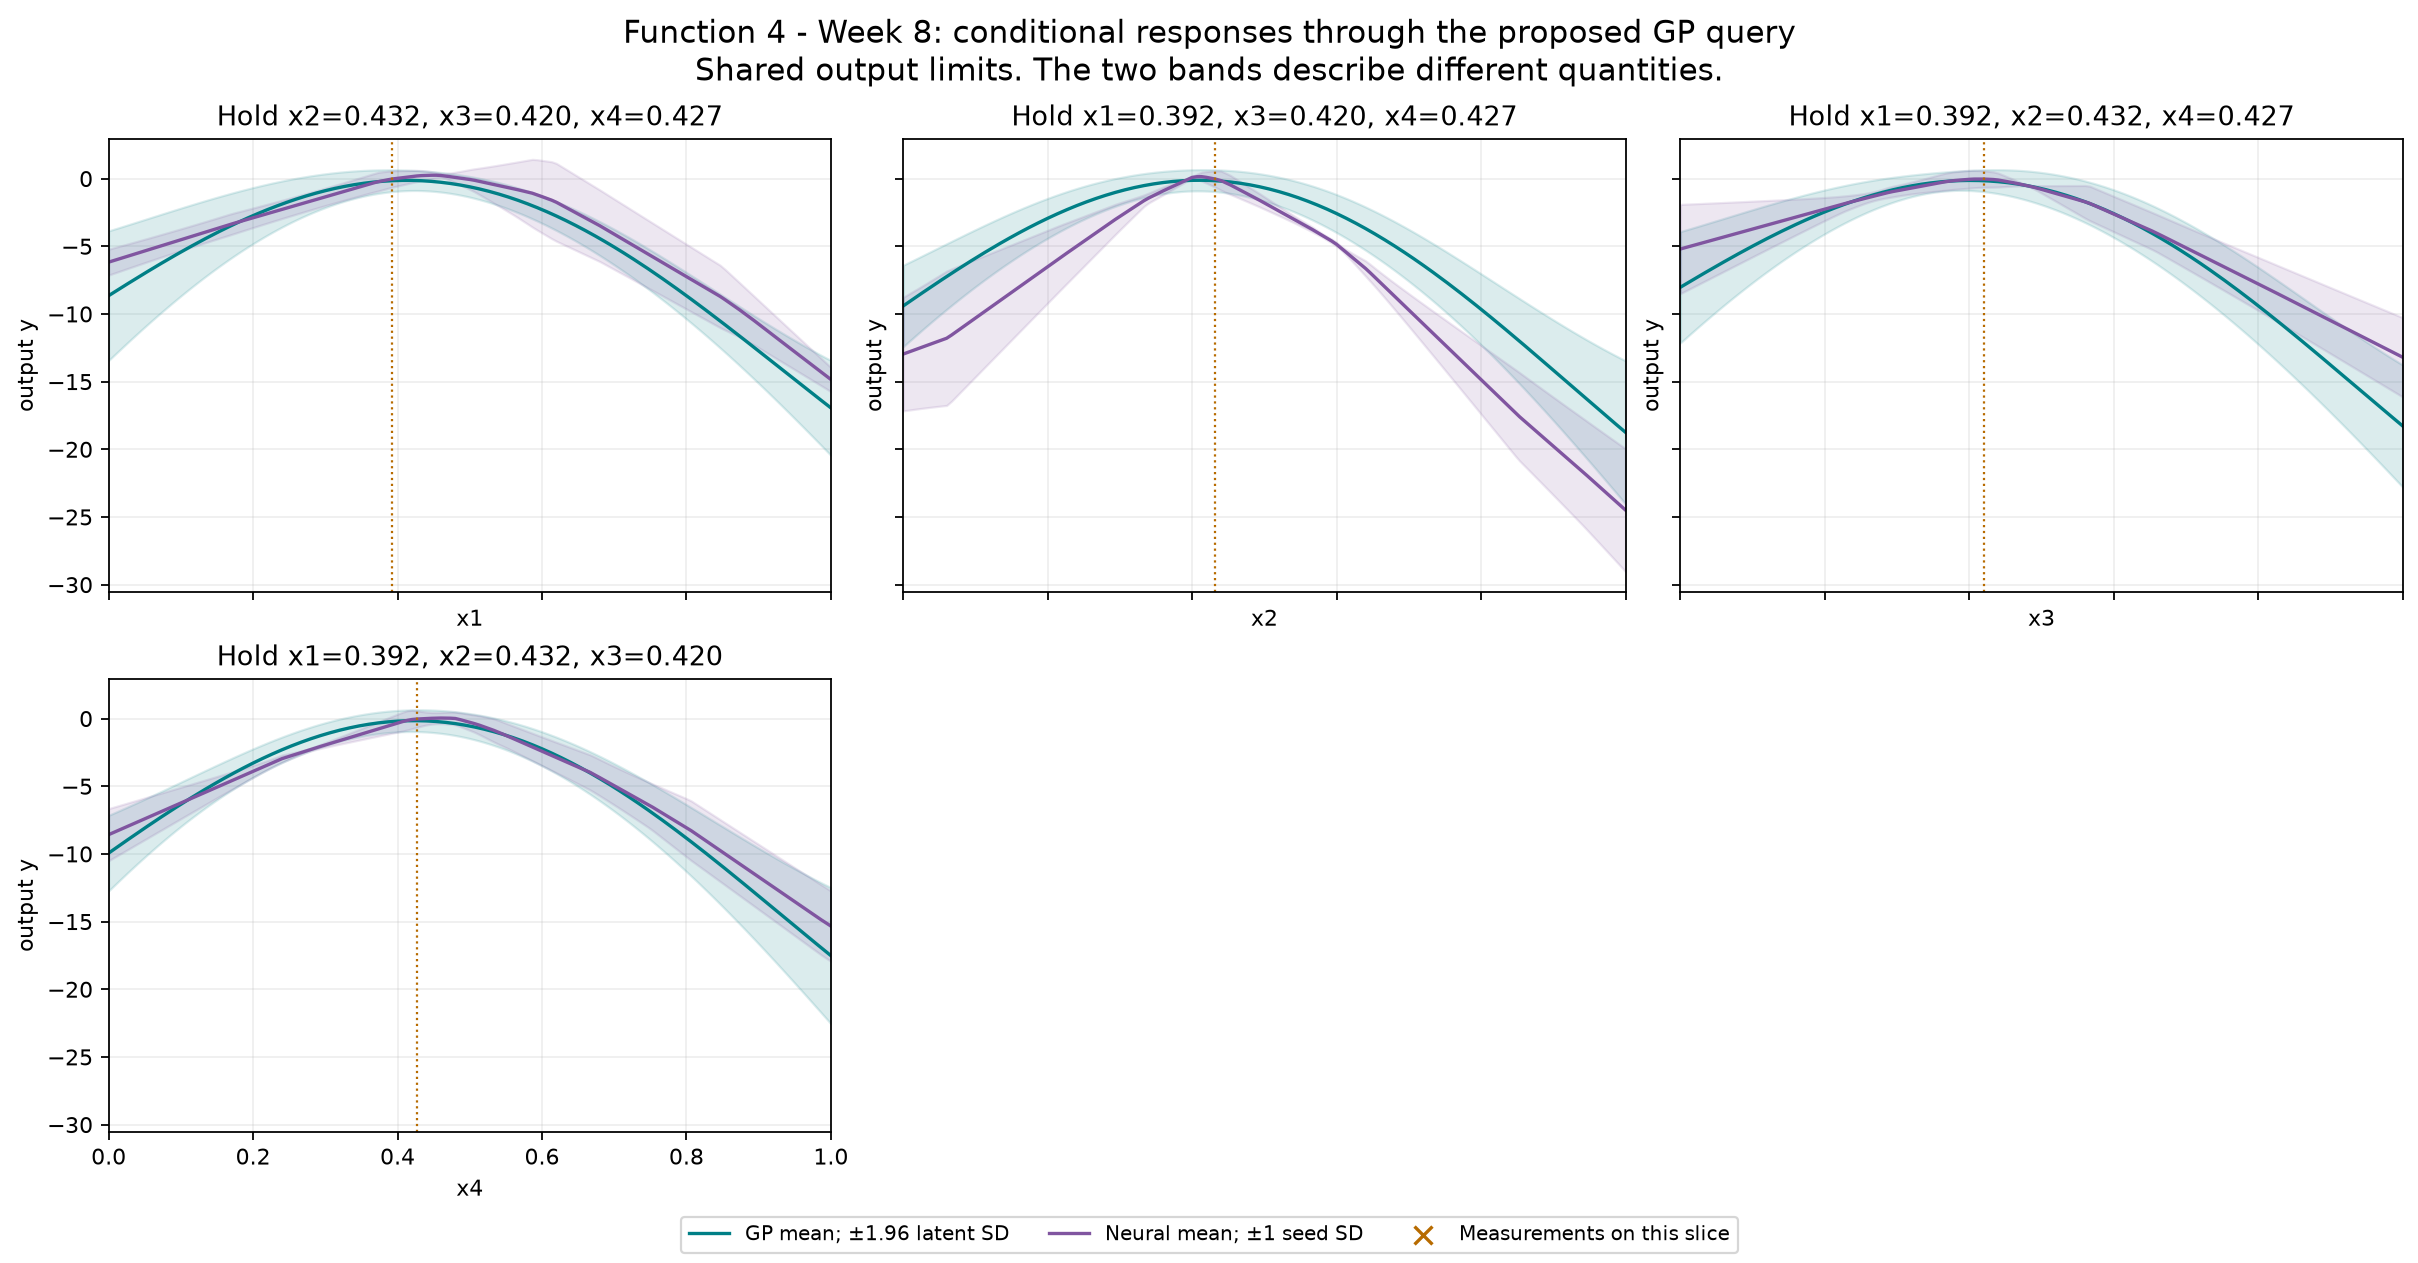 Function 4 - Week 8: conditional responses through the proposed GP query
Shared output limits. The two bands describe different quantities.
Hold x2=0.432, x3=0.420, x4=0.427
Hold x1=0.392, x3=0.420, x4=0.427
Hold x1=0.392, x2=0.432, x4=0.427
0
−5
−10
−15
−20
−25
−30
output y
output y
output y
x1
x2
x3
Hold x1=0.392, x2=0.432, x3=0.420
0
−5
−10
−15
−20
−25
−30
output y
0.0 0.2 0.4 0.6 0.8 1.0
x4
GP mean; ±1.96 latent SD
Neural mean; ±1 seed SD
Measurements on this slice